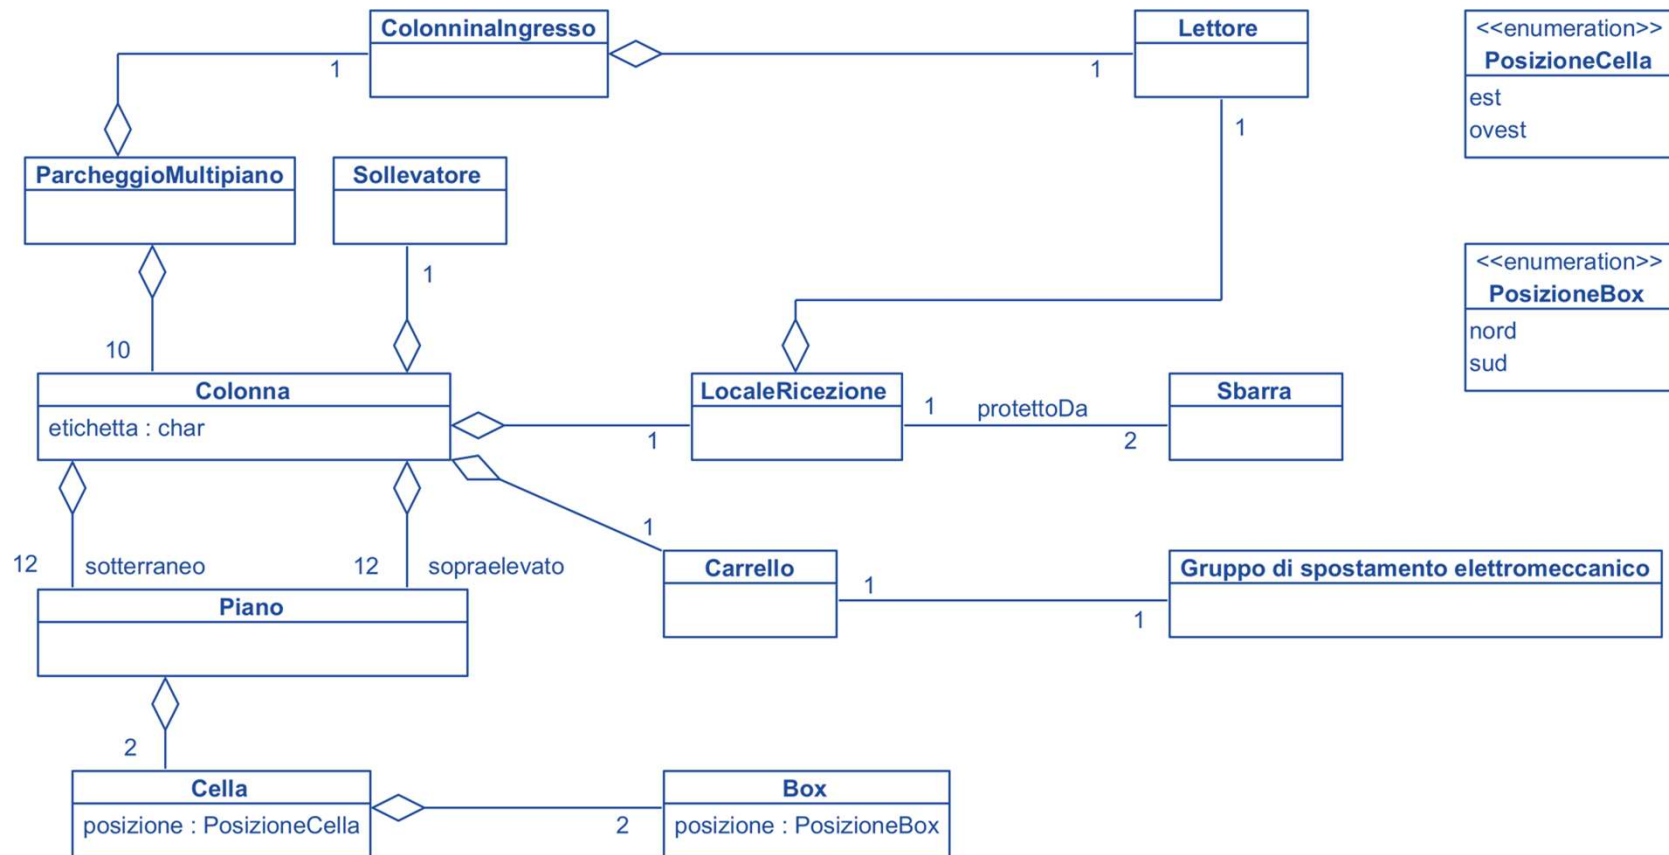 ColonninaIngresso
1
1
Lettore
1
<<enumeration>>
PosizioneCella
est
ovest
ParcheggioMultipiano
10
Sollevatore
1
<<enumeration>>
PosizioneBox
nord
sud
Colonna
etichetta : char
1
LocaleRicezione
1
protettoDa
2
Sbarra
12
sotterraneo
12
sopraelevato
1
Carrello
1
1
Gruppo di spostamento elettromeccanico
Piano
2
Cella
posizione : PosizioneCella
2
Box
posizione : PosizioneBox